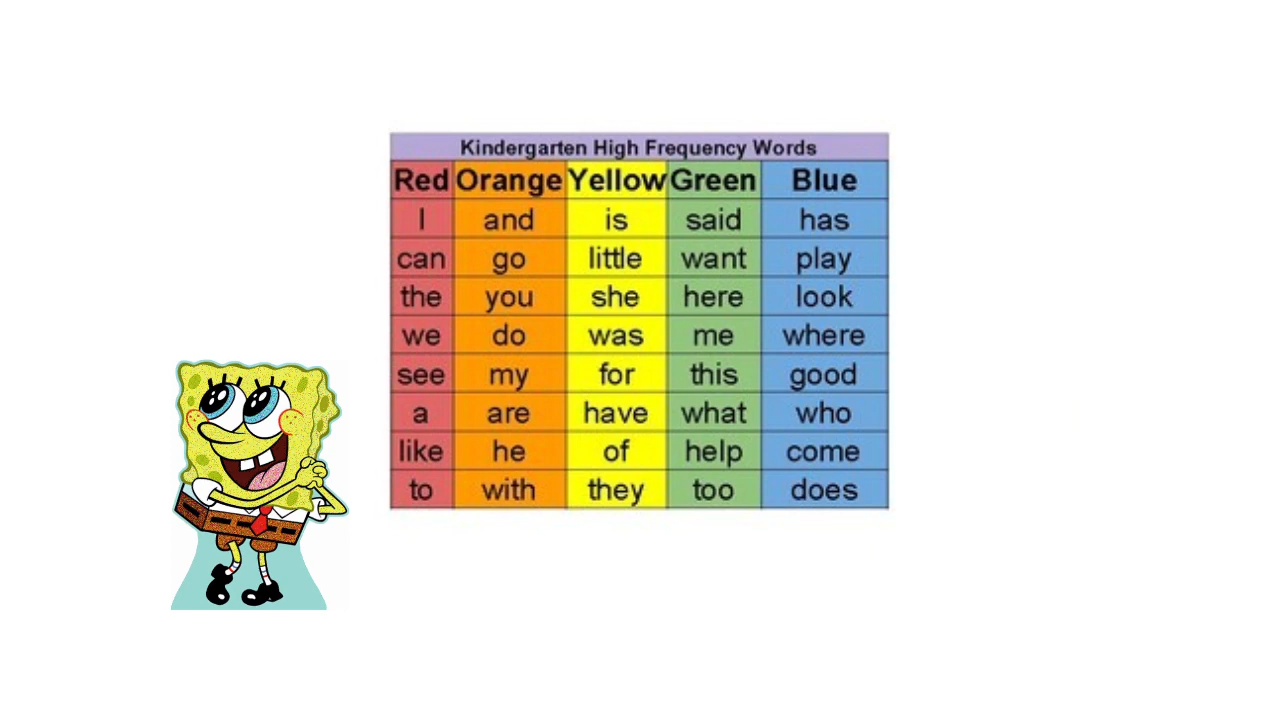 Kindergarten High Frequency Words
Red Orange Yellow Green Blue
I and is said has
can go little want play
the you she here look
we do was me where
see my for this good
a are have what who
like he of help come
to with they too does